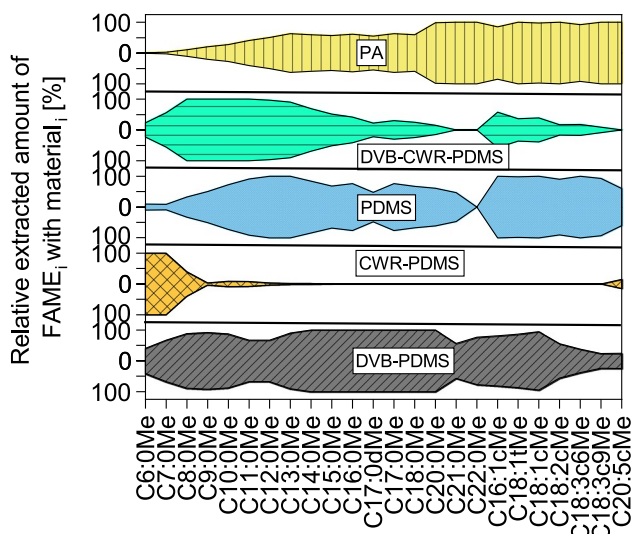 Relative extracted amount of
FAMEi with materiali [%]
100
0
100
PA
100
0
100
DVB-CWR-PDMS
100
0
100
PDMS
100
0
100
CWR-PDMS
100
0
100
DVB-PDMS
C6:0Me
C7:0Me
C8:0Me
C9:0Me
C10:0Me
C11:0Me
C12:0Me
C13:0Me
C14:0Me
C15:0Me
C16:0Me
C17:0dMe
C17:0Me
C18:0Me
C20:0Me
C21:0Me
C22:0Me
C16:1cMe
C18:1tMe
C18:1cMe
C18:2cMe
C18:3c6Me
C18:3c9Me
C20:5cMe